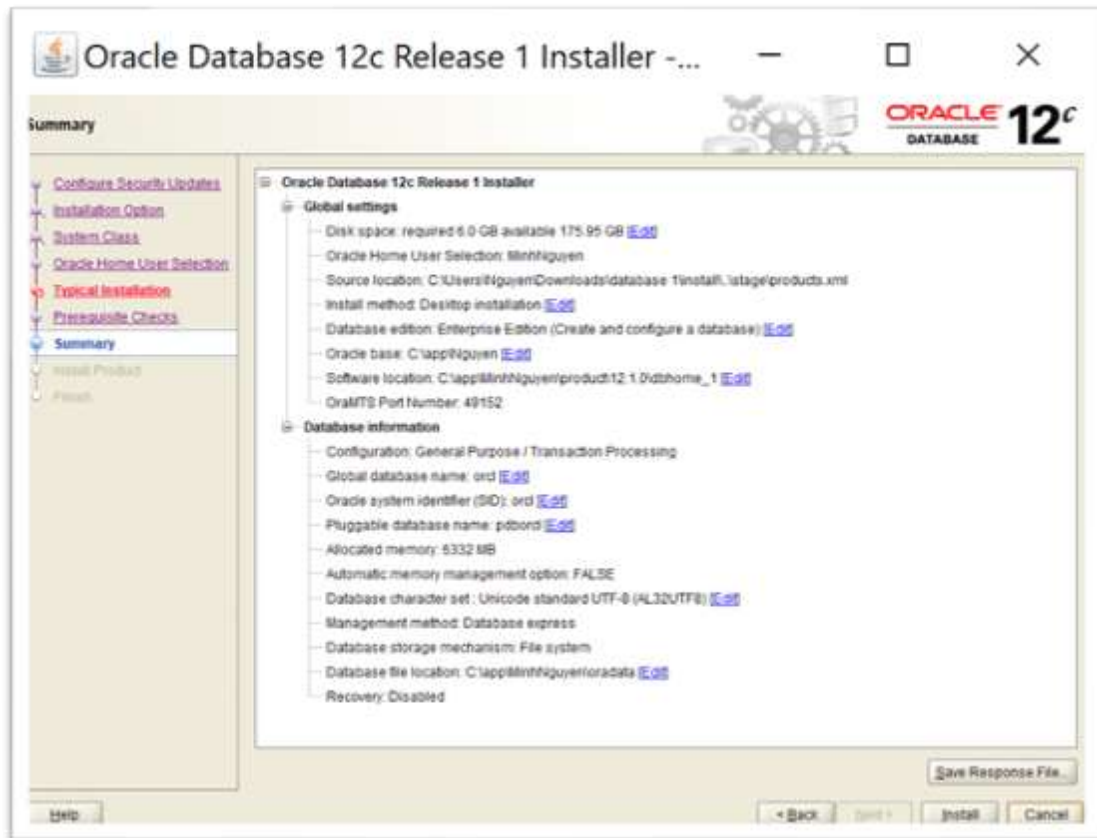 Oracle Database 12c Release 1 Installer -...
Summary
ORACLE
DATABASE
12c
Configure Security Updates
Installation Option
System Class
Oracle Home User Selection
Typical Installation
Prerequisite Checks
Summary
Install Product
Finish
Oracle Database 12c Release 1 Installer
Global settings
Disk space: required 6.0 GB available 175.95 GB [Edit]
Oracle Home User Selection: MinhNguyen
Source location: C:\Users\Nguyen\Downloads\database 1\install\..\stage\products.xml
Install method: Desktop installation [Edit]
Database edition: Enterprise Edition (Create and configure a database) [Edit]
Oracle base: C:\app\Nguyen [Edit]
Software location: C:\app\MinhNguyen\product\12.1.0\dbhome_1 [Edit]
OraMTS Port Number: 49152
Database information
Configuration: General Purpose / Transaction Processing
Global database name: orcl [Edit]
Oracle system identifier (SID): orcl [Edit]
Pluggable database name: pdborcl [Edit]
Allocated memory: 6332 MB
Automatic memory management option: FALSE
Database character set : Unicode standard UTF-8 (AL32UTF8) [Edit]
Management method: Database express
Database storage mechanism: File system
Database file location: C:\app\MinhNguyen\oradata [Edit]
Recovery: Disabled
Save Response File...
Help
< Back
Next >
Install
Cancel